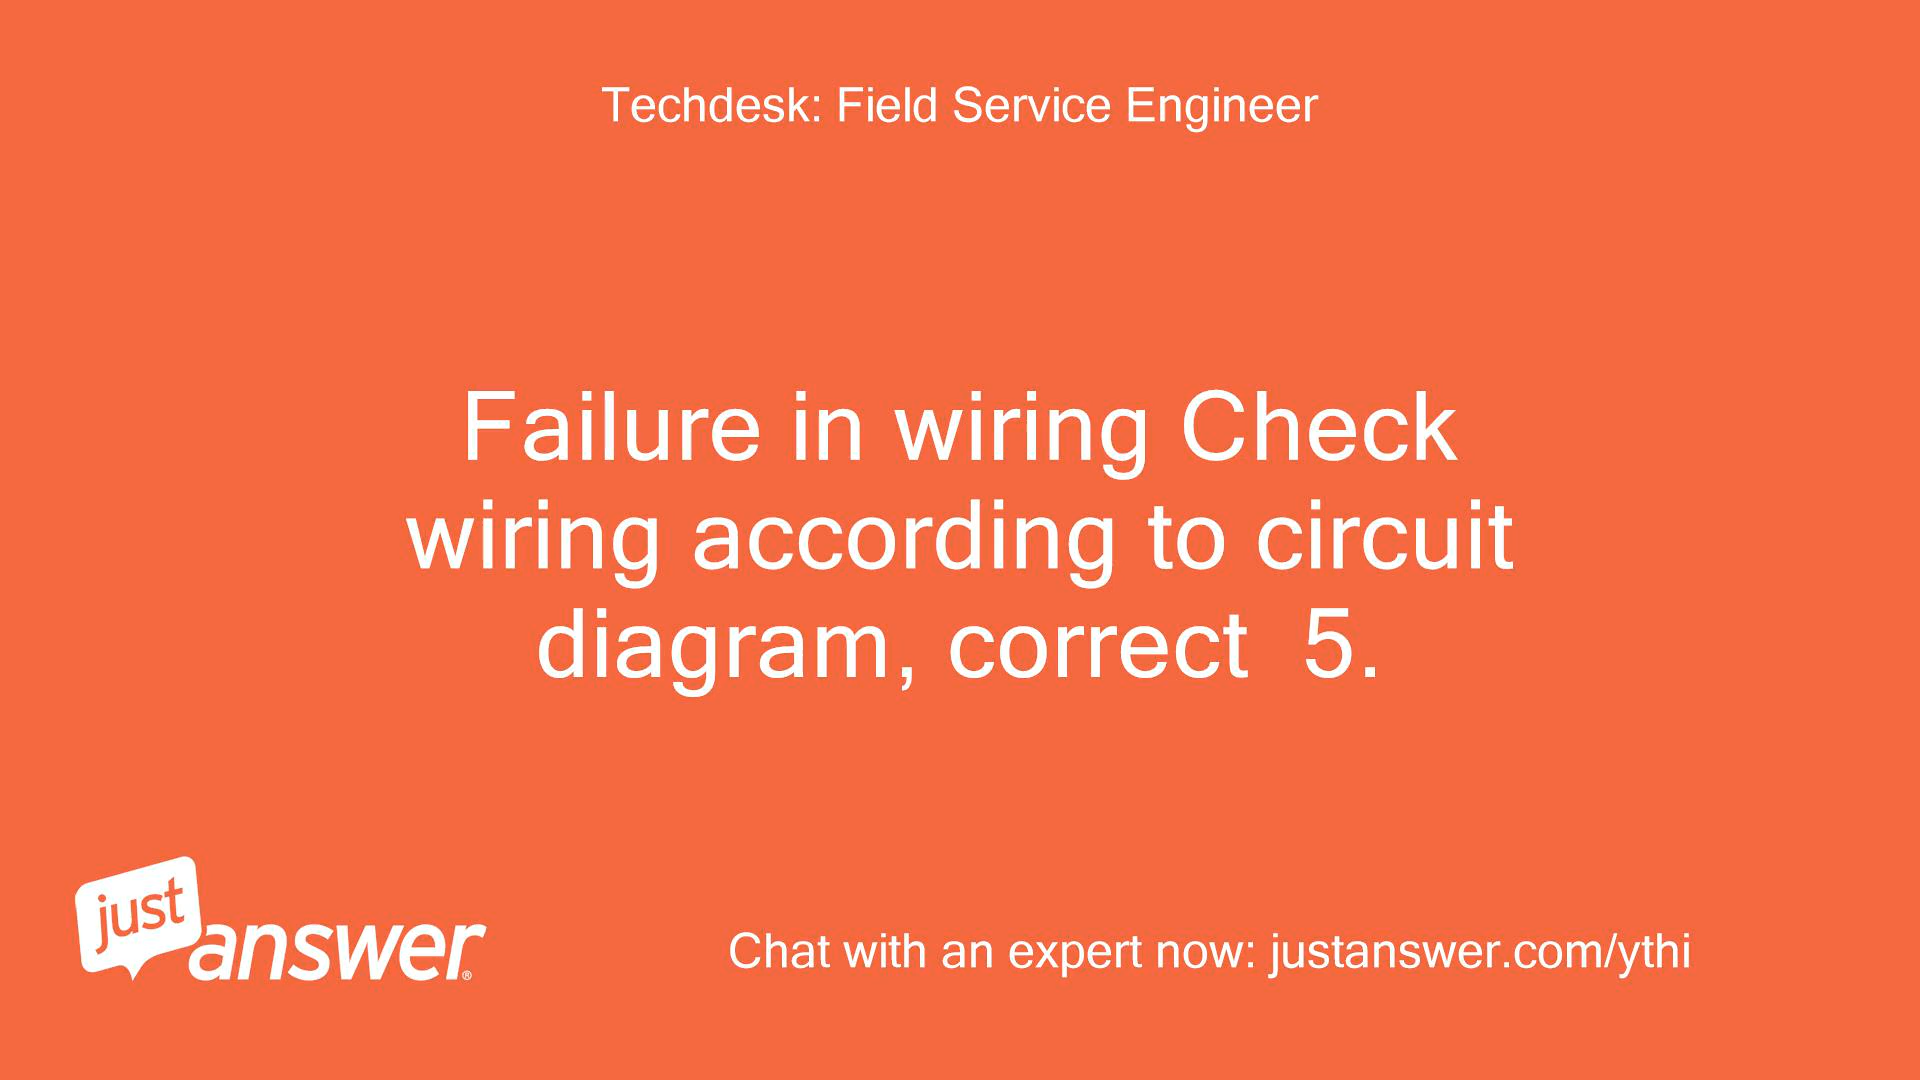 Techdesk: Field Service Engineer
Failure in wiring Check
wiring according to circuit
diagram, correct  5.
just
answer®
Chat with an expert now: justanswer.com/ythi